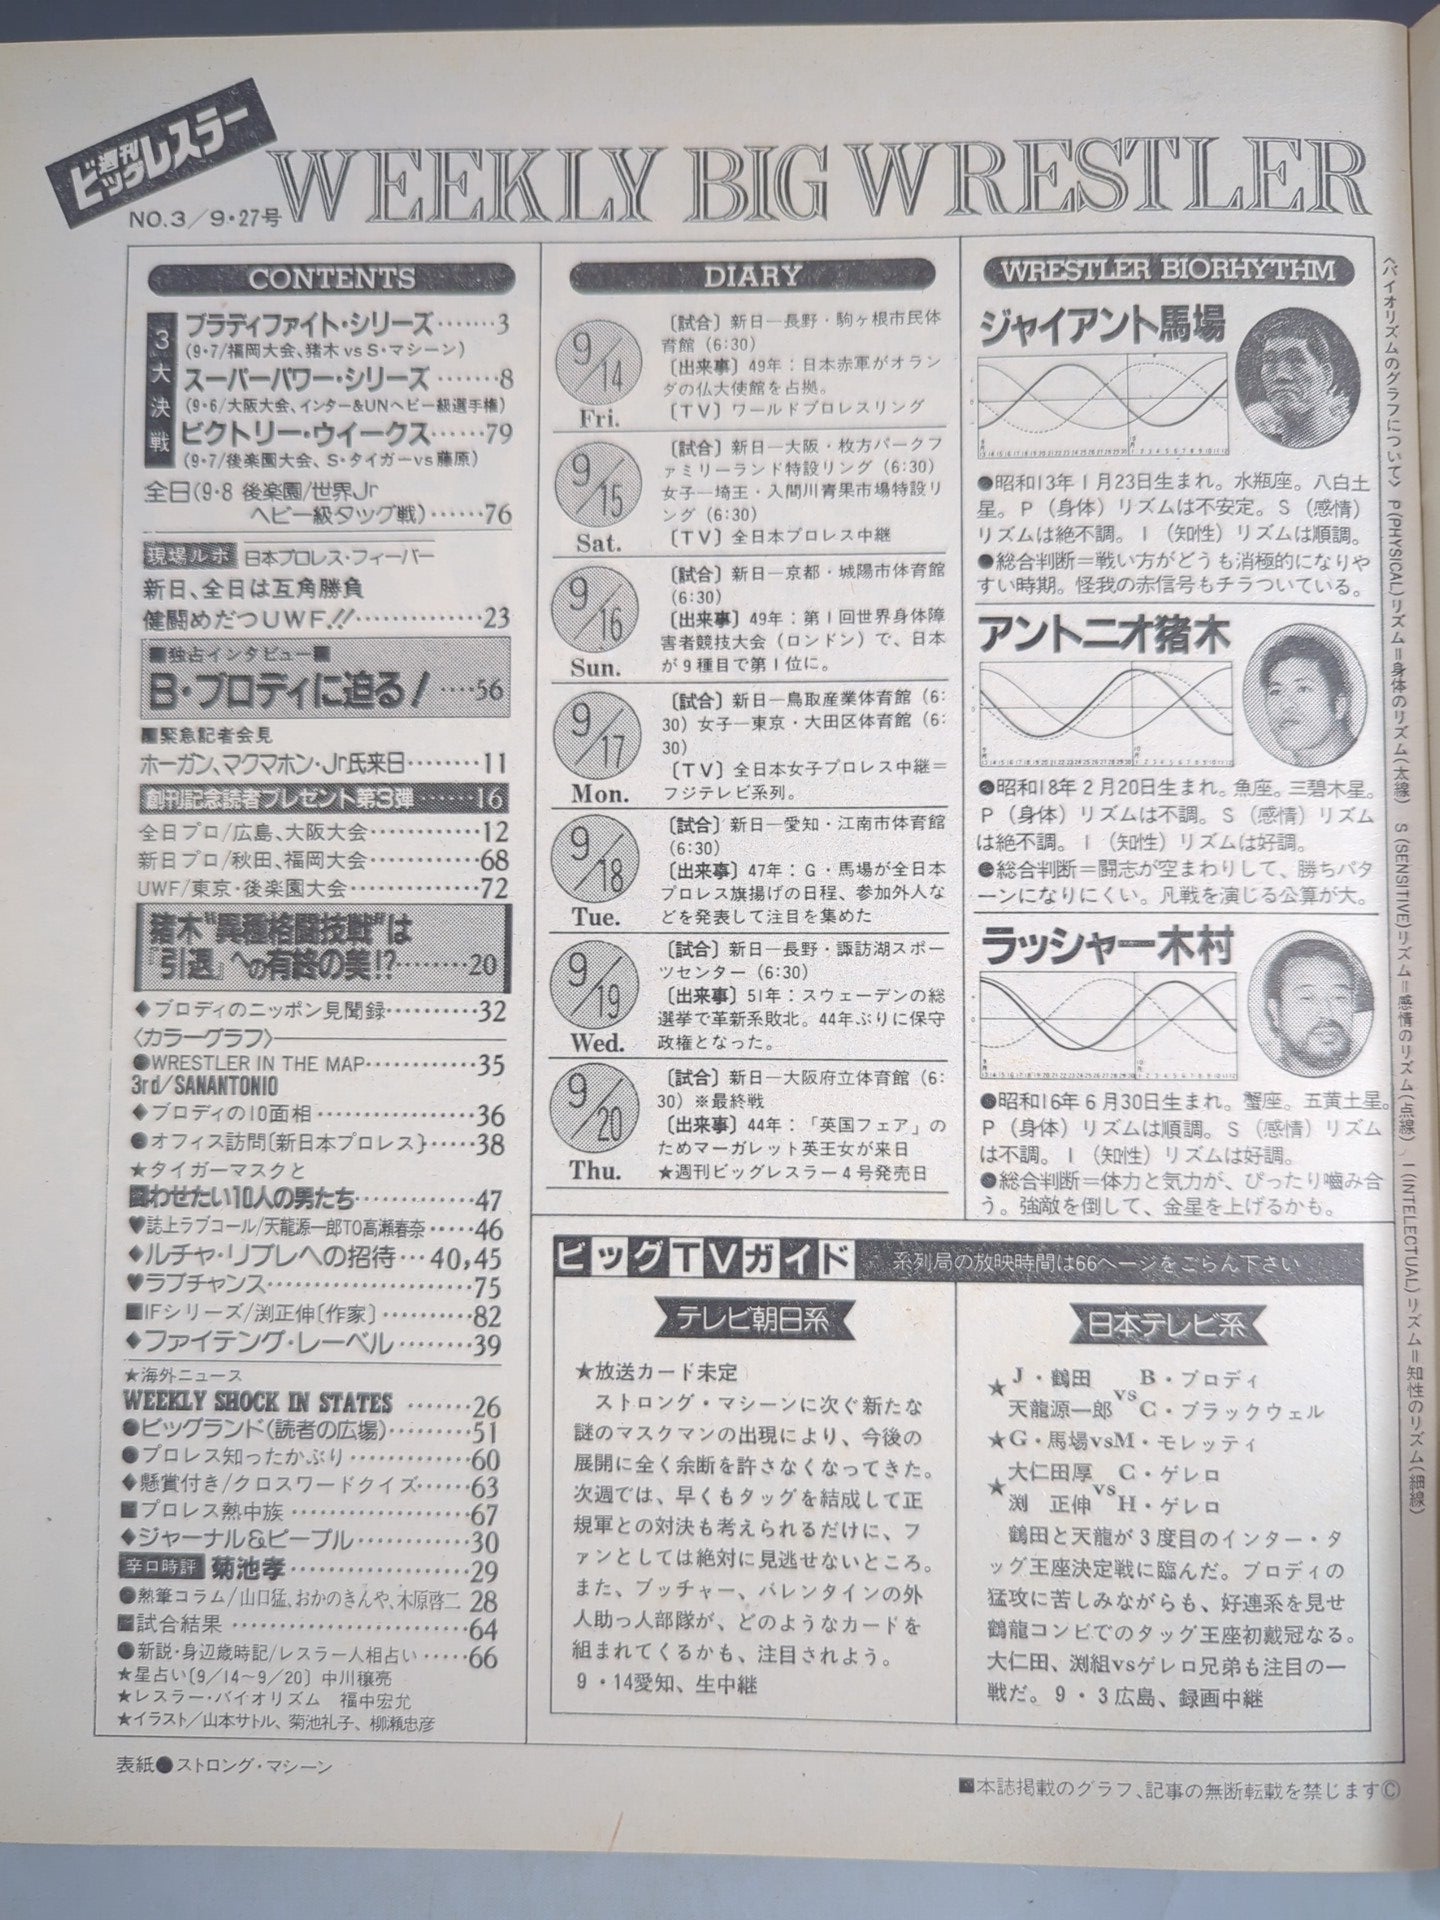 週刊
ビッグレスラー
WEEKLY BIG WRESTLER
NO.3／9・27号
CONTENTS
3大決戦
ブラディファイト・シリーズ……3
(9・7/福岡大会、猪木 vs S・マシーン)
スーパーパワー・シリーズ……8
(9・6/大阪大会、インター&UNヘビー級選手権)
ビクトリー・ウイークス……79
(9・7/後楽園大会、S・タイガーvs 藤原)
全日(9・8 後楽園/世界Jr
ヘビー級タッグ戦)……76
現場ルポ 日本プロレス・フィーバー
新日、全日は互角勝負
健闘めだつUWF!!……23
■独占インタビュー■
B・ブロディに迫る!……56
■緊急記者会見
ホーガン、マクマホン・Jr氏来日……11
創刊記念読者プレゼント第3弾……16
全日プロ/広島、大阪大会……12
新日プロ/秋田、福岡大会……68
UWF/東京・後楽園大会……72
猪木"異種格闘技戦"は
『引退』への有終の美!?……20
◆ブロディのニッポン見聞録……32
〈カラーグラフ〉
●WRESTLER IN THE MAP……35
3rd/SANANTONIO
◆ブロディの10面相……36
●オフィス訪問〔新日本プロレス〕……38
★タイガーマスクと
闘わせたい10人の男たち……47
♥誌上ラブコール/天龍源一郎TO高瀬春奈……46
◆ルチャ・リブレへの招待…40,45
♥ラブチャンス……75
■IFシリーズ/渕正伸〔作家〕……82
◆ファイテング・レーベル……39
★海外ニュース
WEEKLY SHOCK IN STATES……26
●ビッグランド(読者の広場)……51
●プロレス知ったかぶり……60
◆懸賞付き/クロスワードクイズ……63
■プロレス熱中族……67
◆ジャーナル&ピープル……30
辛口時評 菊池孝……29
●熱筆コラム/山口猛、おかのきんや、木原啓二 28
■試合結果……64
●新説・身辺歳時記/レスラー人相占い……66
★星占い〔9／14～9／20〕中川穣亮
★レスラー・バイオリズム 福中宏允
★イラスト/山本サトル、菊池礼子、柳瀬忠彦
表紙●ストロング・マシーン
DIARY
9/14
Fri.
〔試合〕新日―長野・駒ヶ根市民体
育館（6:30）
〔出来事〕49年：日本赤軍がオラン
ダの仏大使館を占拠。
〔TV〕ワールドプロレスリング
9/15
Sat.
〔試合〕新日―大阪・枚方パークフ
ァミリーランド特設リング（6:30）
女子―埼玉・入間川青果市場特設リ
ング（6:30）
〔TV〕全日本プロレス中継
9/16
Sun.
〔試合〕新日―京都・城陽市体育館
（6:30）
〔出来事〕49年：第1回世界身体障
害者競技大会（ロンドン）で、日本
が9種目で第1位に。
9/17
Mon.
〔試合〕新日―鳥取産業体育館（6:
30）女子―東京・大田区体育館（6:
30）
〔TV〕全日本女子プロレス中継＝
フジテレビ系列。
9/18
Tue.
〔試合〕新日―愛知・江南市体育館
（6:30）
〔出来事〕47年：G・馬場が全日本
プロレス旗揚げの日程、参加外人な
どを発表して注目を集めた
9/19
Wed.
〔試合〕新日―長野・諏訪湖スポー
ツセンター（6:30）
〔出来事〕51年：スウェーデンの総
選挙で革新系敗北。44年ぶりに保守
政権となった。
9/20
Thu.
〔試合〕新日―大阪府立体育館（6:
30）※最終戦
〔出来事〕44年：「英国フェア」の
ためマーガレット英王女が来日
★週刊ビッグレスラー4号発売日
WRESTLER BIORHYTHM
ジャイアント馬場
●昭和13年1月23日生まれ。水瓶座。八白土
星。P（身体）リズムは不安定。S（感情）
リズムは絶不調。I（知性）リズムは順調。
●総合判断＝戦い方がどうも消極的になりや
すい時期。怪我の赤信号もチラついている。
アントニオ猪木
●昭和18年2月20日生まれ。魚座。三碧木星。
P（身体）リズムは不調。S（感情）リズム
は絶不調。I（知性）リズムは好調。
●総合判断＝闘志が空まわりして、勝ちパタ
ーンになりにくい。凡戦を演じる公算が大。
ラッシャー木村
●昭和16年6月30日生まれ。蟹座。五黄土星。
P（身体）リズムは順調。S（感情）リズム
は不調。I（知性）リズムは好調。
●総合判断＝体力と気力が、ぴったり噛み合
う。強敵を倒して、金星を上げるかも。
〈バイオリズムのグラフについて〉 P(PHYSICAL)リズム＝身体のリズム(太線) S(SENSITIVE)リズム＝感情のリズム(点線) I(INTELECTUAL)リズム＝知性のリズム(細線)
ビッグTVガイド 系列局の放映時間は66ページをごらん下さい
テレビ朝日系
★放送カード未定
ストロング・マシーンに次ぐ新たな
謎のマスクマンの出現により、今後の
展開に全く余断を許さなくなってきた。
次週では、早くもタッグを結成して正
規軍との対決も考えられるだけに、フ
ァンとしては絶対に見逃せないところ。
また、ブッチャー、バレンタインの外
人助っ人部隊が、どのようなカードを
組まれてくるかも、注目されよう。
9・14愛知、生中継
日本テレビ系
★J・鶴田 天龍源一郎 vs B・ブロディ C・ブラックウェル
★G・馬場vsM・モレッティ
★大仁田厚 渕 正伸 vs C・ゲレロ H・ゲレロ
鶴田と天龍が3度目のインター・タ
ッグ王座決定戦に臨んだ。ブロディの
猛攻に苦しみながらも、好連系を見せ
鶴龍コンビでのタッグ王座初戴冠なる。
大仁田、渕組vsゲレロ兄弟も注目の一
戦だ。9・3広島、録画中継
■本誌掲載のグラフ、記事の無断転載を禁じますⒸ